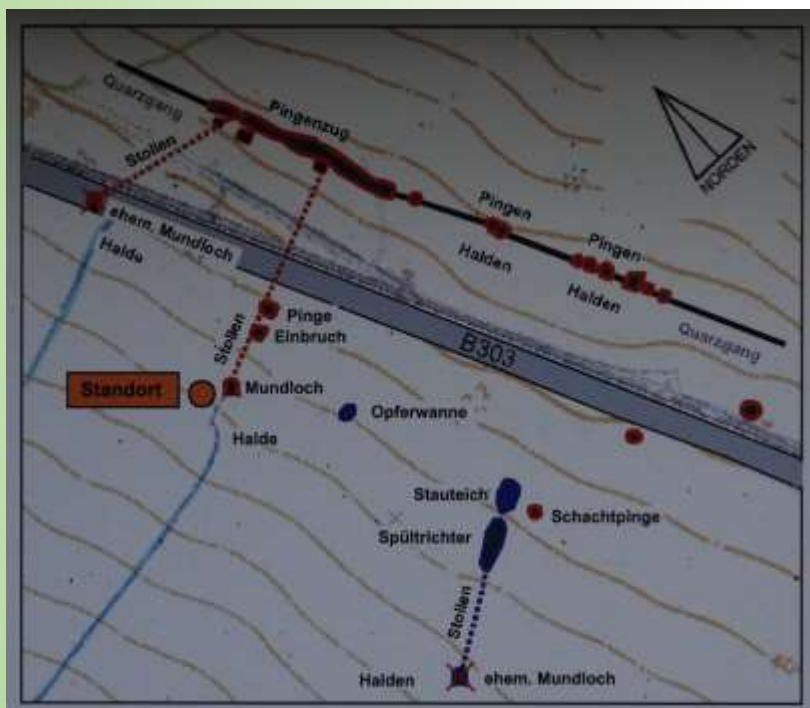 Quarzgang
Pingenzug
Stollen
NORDEN
ehem. Mundloch
Halde
Pingen
Halden
Pingen
Halden
Quarzgang
B303
Pinge
Einbruch
Stollen
Standort
Mundloch
Opferwanne
Halde
Stauteich
Schachtpinge
Spültrichter
Stollen
Halden
ehem. Mundloch